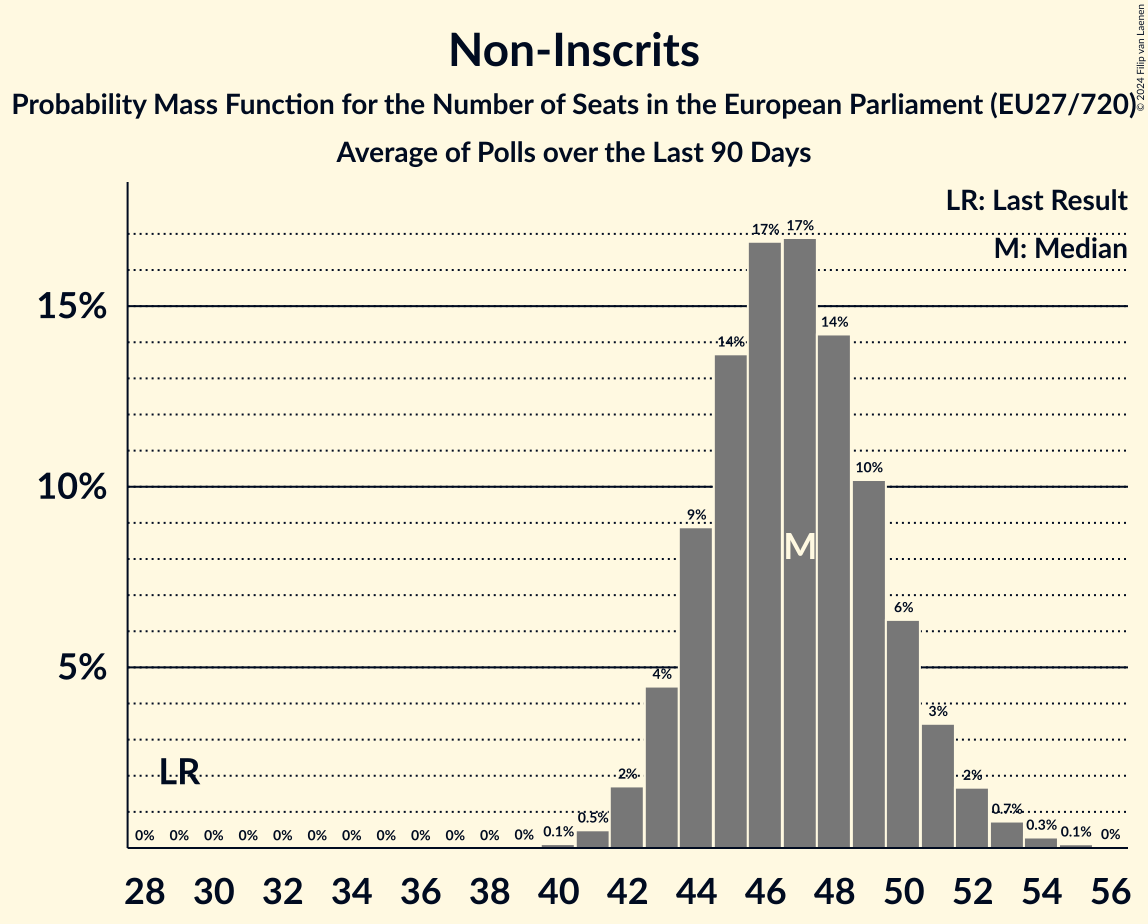 © 2024 Filip van Laenen
Non-Inscrits
Probability Mass Function for the Number of Seats in the European Parliament (EU27/720)
Average of Polls over the Last 90 Days
LR: Last Result
M: Median
15%
10%
5%
0% 0% 0% 0% 0% 0% 0% 0% 0% 0% 0% 0% 0.1% 0.5% 2% 4% 9% 14% 17% 17% 14% 10% 6% 3% 2% 0.7% 0.3% 0.1% 0%
M
LR
28 30 32 34 36 38 40 42 44 46 48 50 52 54 56